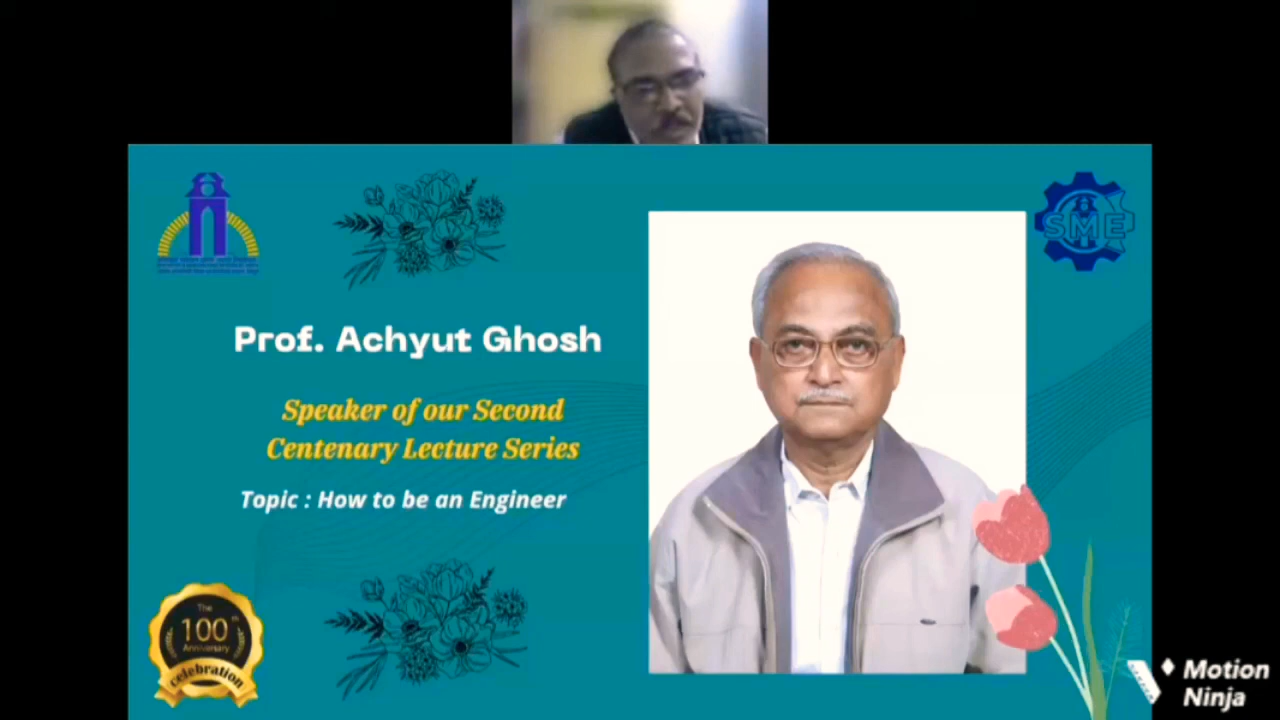 SME
Prof. Achyut Ghosh
Speaker of our Second
Centenary Lecture Series
Topic : How to be an Engineer
The
100th
Anniversary
celebration
Motion
Ninja